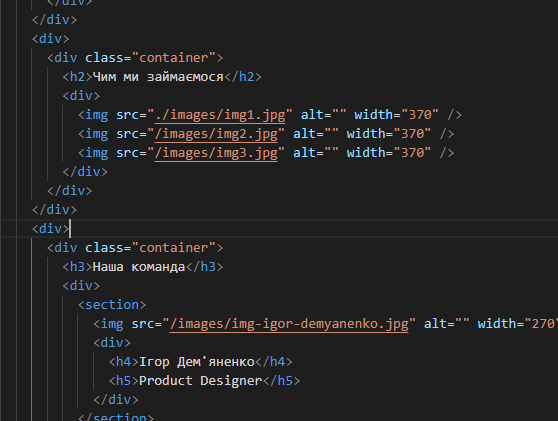 </div>
<div>
<div class="container">
<h2>Чим ми займаємося</h2>
<div>
<img src="./images/img1.jpg" alt="" width="370" />
<img src="/images/img2.jpg" alt="" width="370" />
<img src="/images/img3.jpg" alt="" width="370" />
</div>
</div>
</div>
<div>
<div class="container">
<h3>Наша команда</h3>
<div>
<section>
<img src="/images/img-igor-demyanenko.jpg" alt="" width="270"
<div>
<h4>Ігор Дем'яненко</h4>
<h5>Product Designer</h5>
</div>
</section>